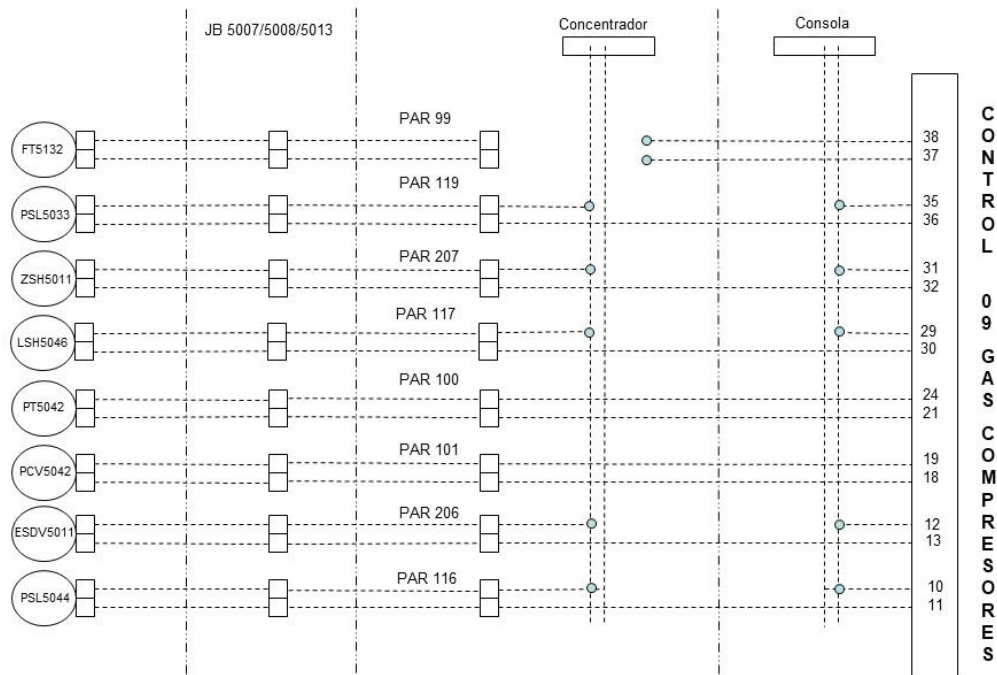 JB 5007/5008/5013
Concentrador
Consola
PAR 99
FT5132
38
37
PAR 119
PSL5033
35
36
PAR 207
ZSH5011
31
32
PAR 117
LSH5046
29
30
PAR 100
PT5042
24
21
PAR 101
PCV5042
19
18
PAR 206
ESDV5011
12
13
PAR 116
PSL5044
10
11
CONTROL 09 GAS COMPRESORES